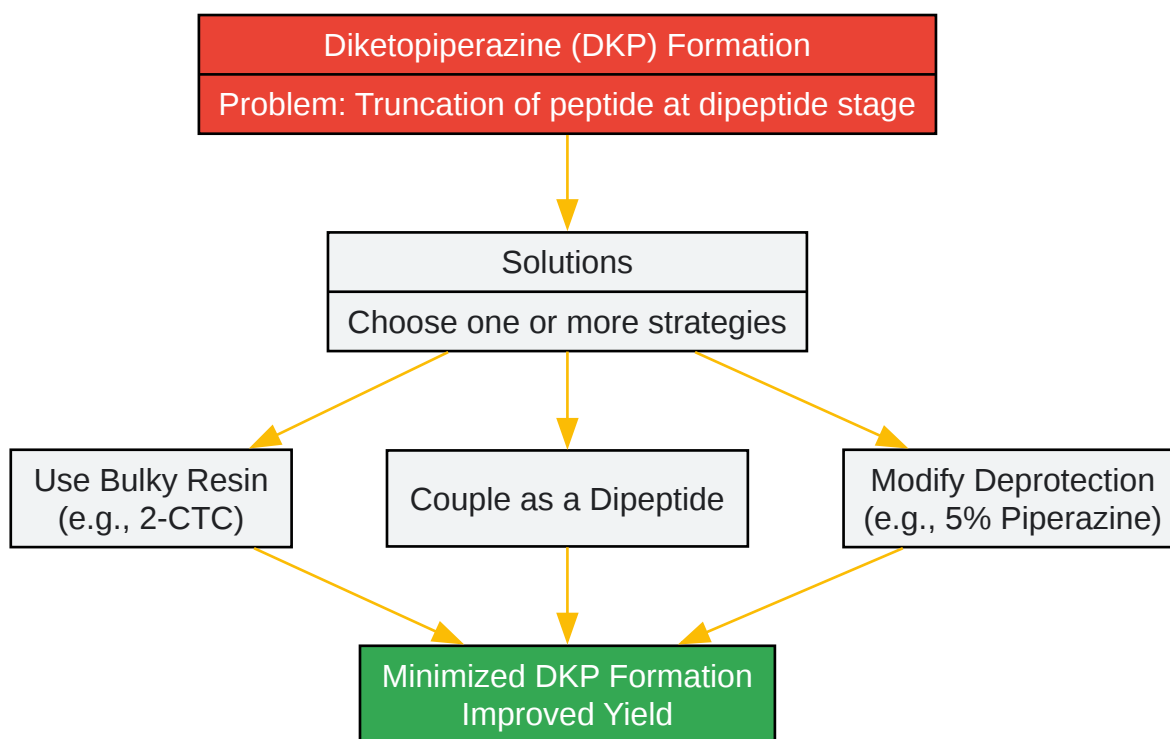 Diketopiperazine (DKP) Formation
Problem: Truncation of peptide at dipeptide stage
Solutions
Choose one or more strategies
Use Bulky Resin
(e.g., 2-CTC)
Couple as a Dipeptide
Modify Deprotection
(e.g., 5% Piperazine)
Minimized DKP Formation
Improved Yield